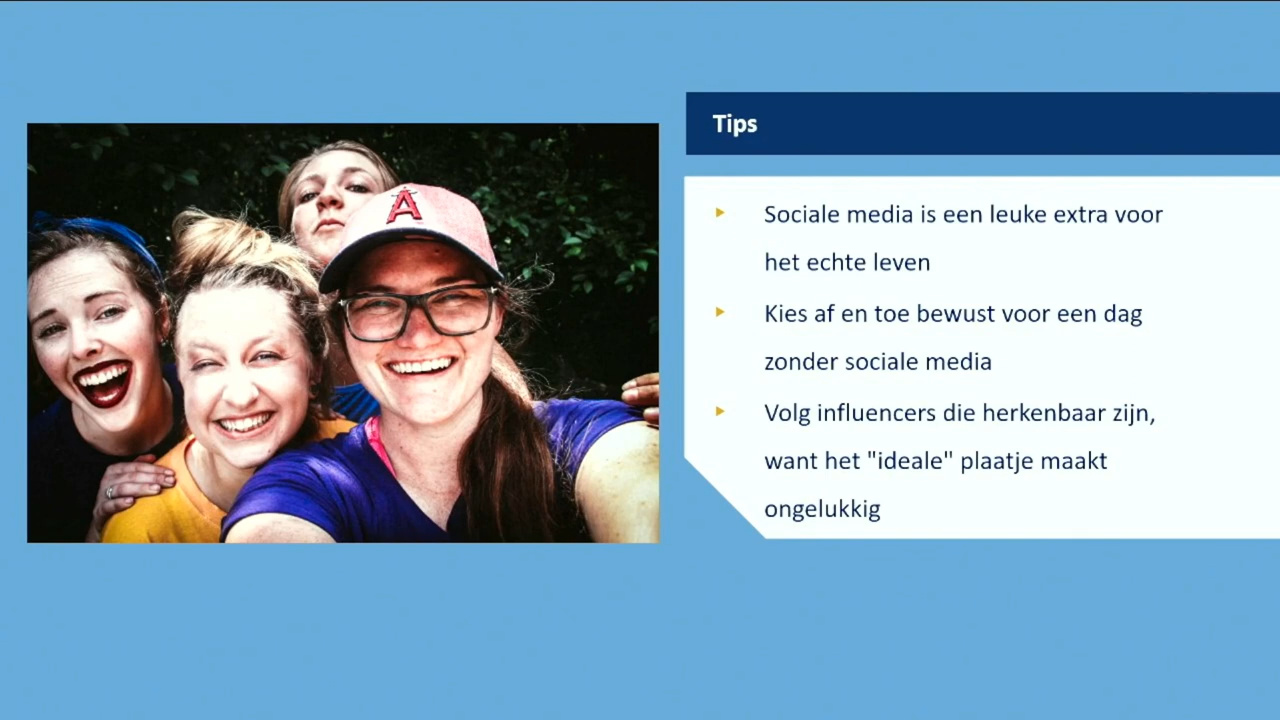 Tips
Sociale media is een leuke extra voor
het echte leven
Kies af en toe bewust voor een dag
zonder sociale media
Volg influencers die herkenbaar zijn,
want het "ideale" plaatje maakt
ongelukkig
A